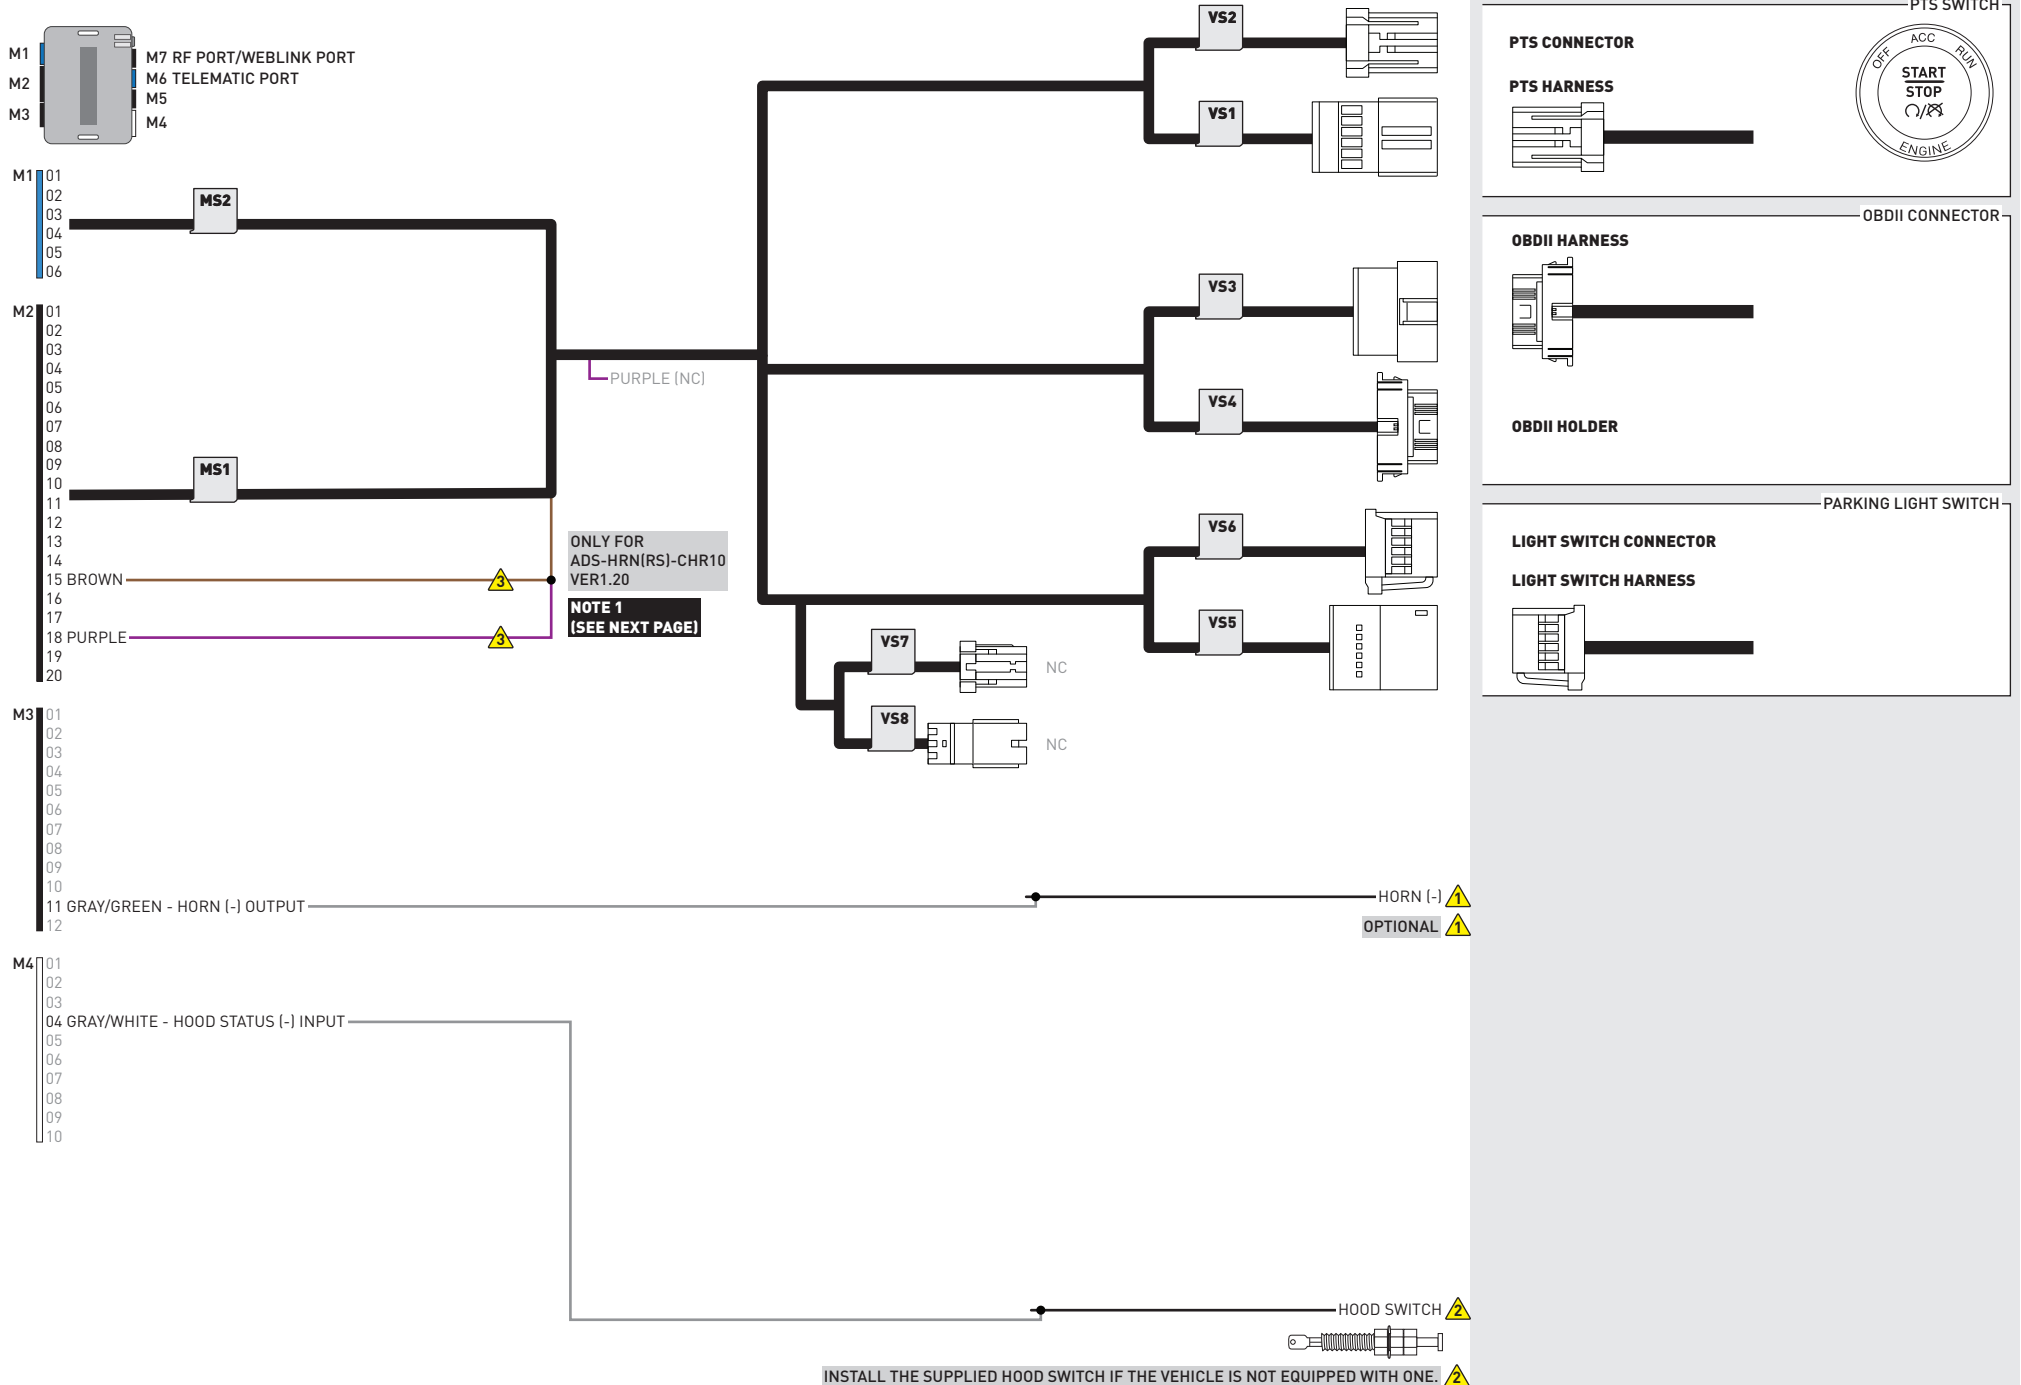 M1
M2
M3
M7 RF PORT/WEBLINK PORT
M6 TELEMATIC PORT
M5
M4
M1 01
02
03
04
05
06
MS2
M2 01
02
03
04
05
06
07
08
09
10
11
12
13
14
15 BROWN
16
17
18 PURPLE
19
20
MS1
3
3
PURPLE (NC)
ONLY FOR
ADS-HRN(RS)-CHR10
VER1.20
NOTE 1
(SEE NEXT PAGE)
M3 01
02
03
04
05
06
07
08
09
10
11 GRAY/GREEN - HORN (-) OUTPUT
12
M4 01
02
03
04 GRAY/WHITE - HOOD STATUS (-) INPUT
05
06
07
08
09
10
VS2
VS1
VS3
VS4
VS6
VS5
VS7
NC
VS8
NC
HORN (-) 1
OPTIONAL 1
HOOD SWITCH 2
INSTALL THE SUPPLIED HOOD SWITCH IF THE VEHICLE IS NOT EQUIPPED WITH ONE. 2
PTS SWITCH
PTS CONNECTOR
PTS HARNESS
OFF ACC RUN
START
STOP
ENGINE
OBDII CONNECTOR
OBDII HARNESS
OBDII HOLDER
PARKING LIGHT SWITCH
LIGHT SWITCH CONNECTOR
LIGHT SWITCH HARNESS